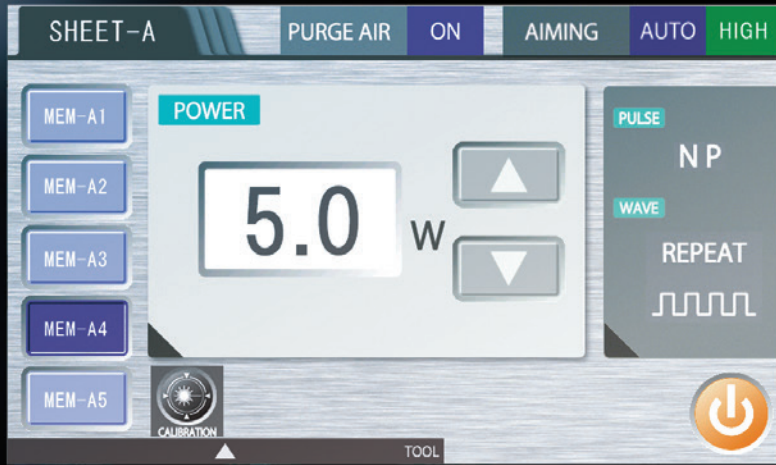 SHEET-A
PURGE AIR ON
AIMING AUTO HIGH
MEM-A1
MEM-A2
MEM-A3
MEM-A4
MEM-A5
POWER
5.0 W
PULSE
N P
WAVE
REPEAT
CALIBRATION
TOOL